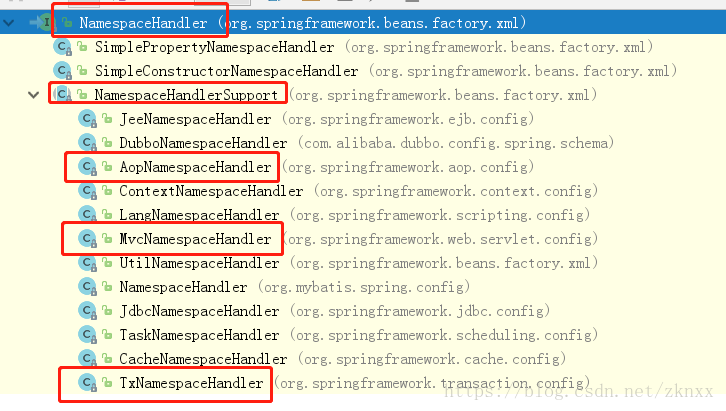 NamespaceHandler (org.springframework.beans.factory.xml)
SimplePropertyNamespaceHandler (org.springframework.beans.factory.xml)
SimpleConstructorNamespaceHandler (org.springframework.beans.factory.xml)
NamespaceHandlerSupport (org.springframework.beans.factory.xml)
JeeNamespaceHandler (org.springframework.ejb.config)
DubboNamespaceHandler (com.alibaba.dubbo.config.spring.schema)
AopNamespaceHandler (org.springframework.aop.config)
ContextNamespaceHandler (org.springframework.context.config)
LangNamespaceHandler (org.springframework.scripting.config)
MvcNamespaceHandler (org.springframework.web.servlet.config)
UtilNamespaceHandler (org.springframework.beans.factory.xml)
NamespaceHandler (org.mybatis.spring.config)
JdbcNamespaceHandler (org.springframework.jdbc.config)
TaskNamespaceHandler (org.springframework.scheduling.config)
CacheNamespaceHandler (org.springframework.cache.config)
TxNamespaceHandler (org.springframework.transaction.config)
https://blog.csdn.net/zknxx